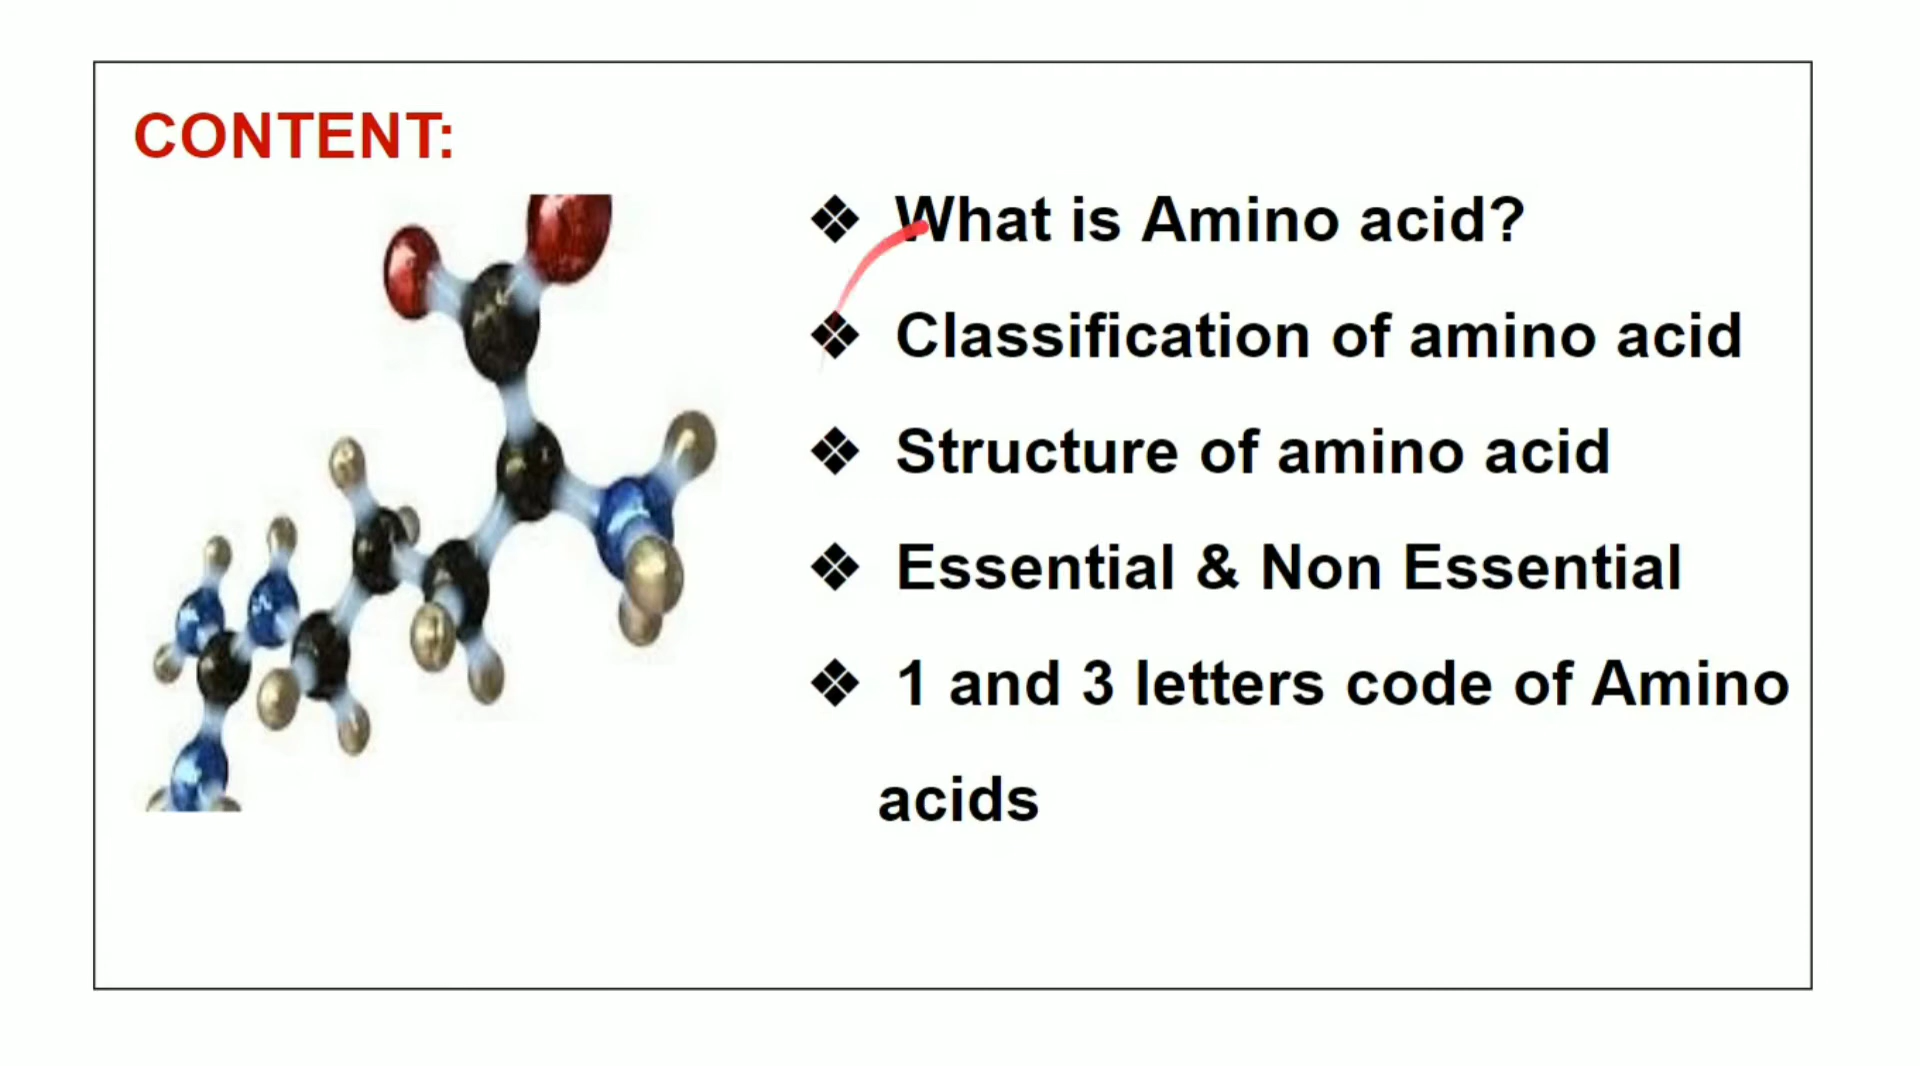 CONTENT:
❖ What is Amino acid?
❖ Classification of amino acid
❖ Structure of amino acid
❖ Essential & Non Essential
❖ 1 and 3 letters code of Amino
acids